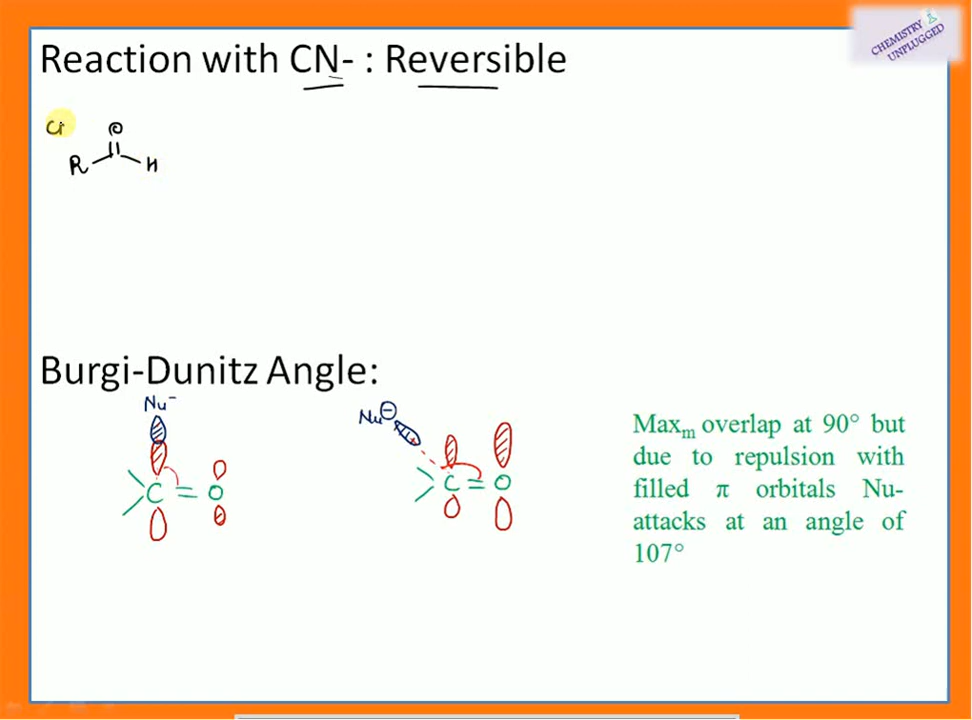 CHEMISTRY
UNPLUGGED
Reaction with CN- : Reversible
O
R H
Burgi-Dunitz Angle:
Nu⁻
C = O
Nu⊖
C = O
Maxm overlap at 90° but
due to repulsion with
filled π orbitals Nu-
attacks at an angle of
107°